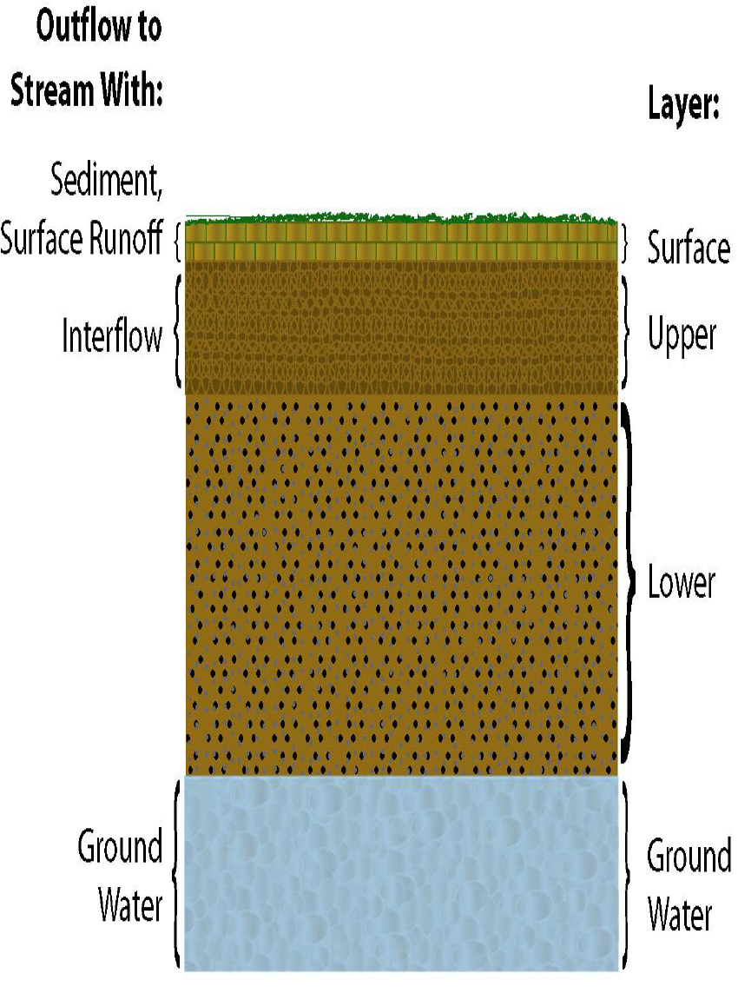 Outflow to
Stream With:
Layer:
Sediment,
Surface Runoff
Surface
Interflow
Upper
Lower
Ground
Water
Ground
Water